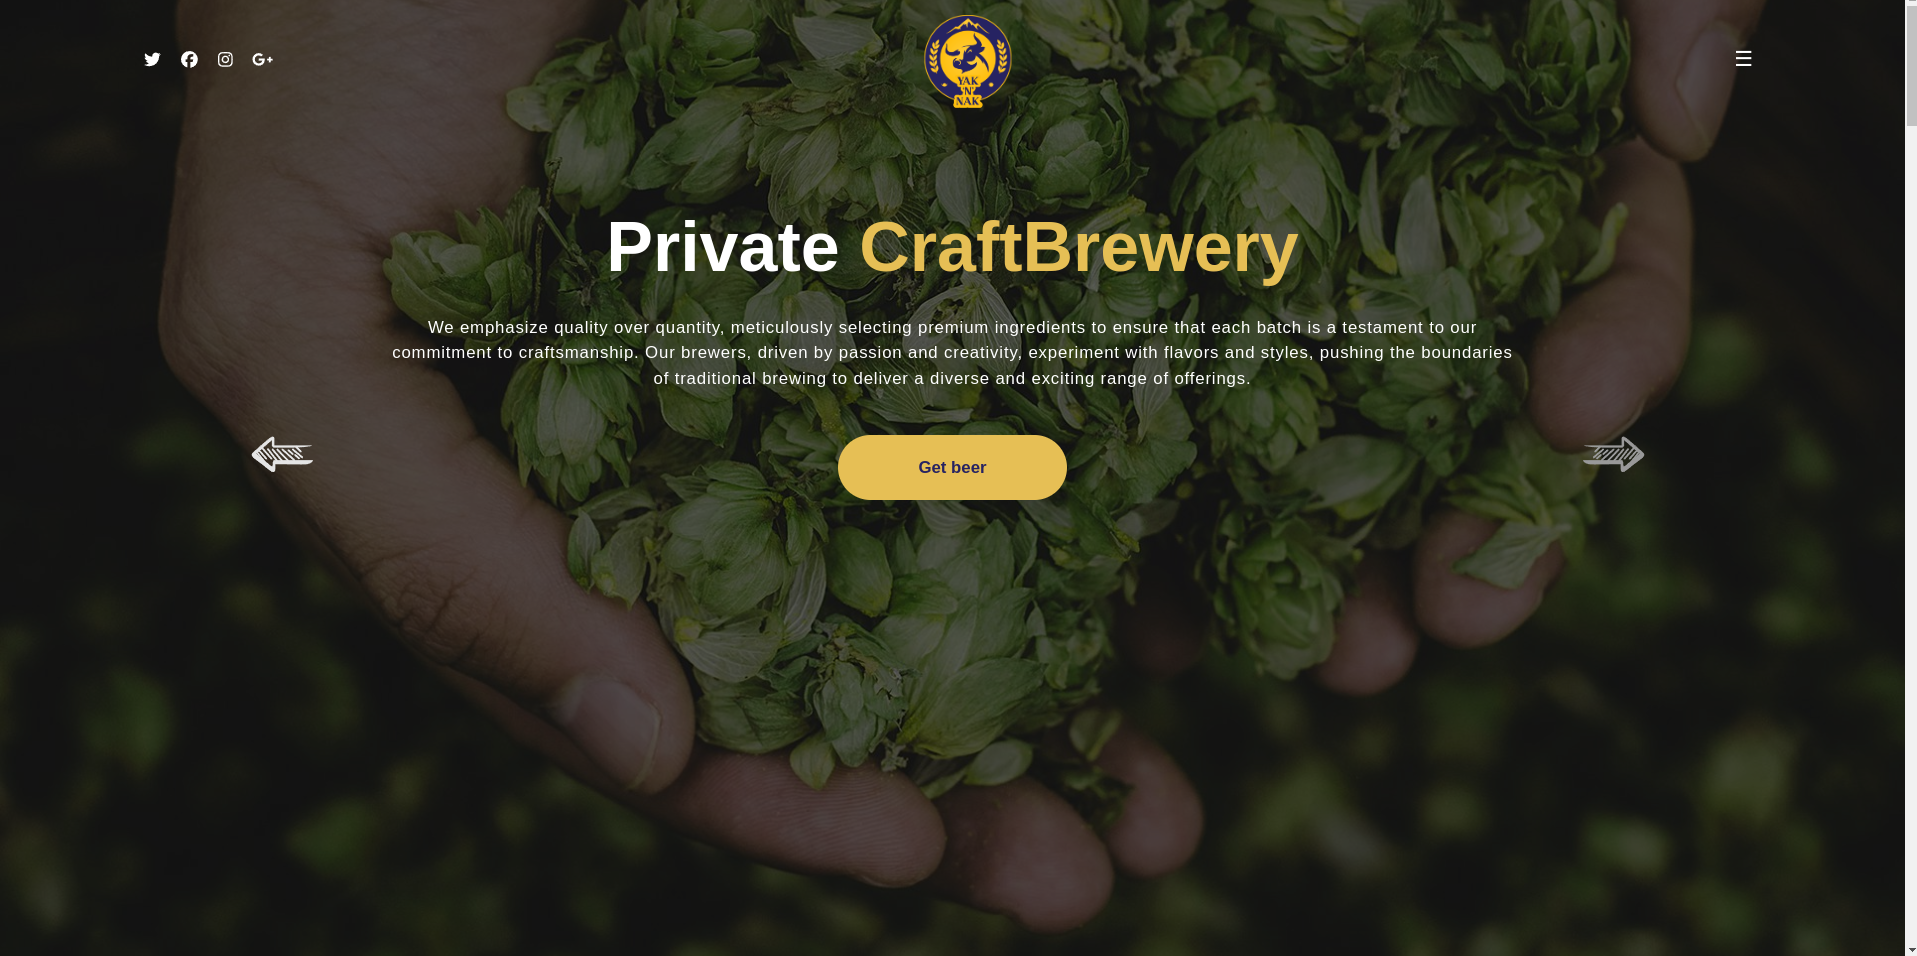 YAK
'N'
NAK
Private CraftBrewery
We emphasize quality over quantity, meticulously selecting premium ingredients to ensure that each batch is a testament to our
commitment to craftsmanship. Our brewers, driven by passion and creativity, experiment with flavors and styles, pushing the boundaries
of traditional brewing to deliver a diverse and exciting range of offerings.
Get beer